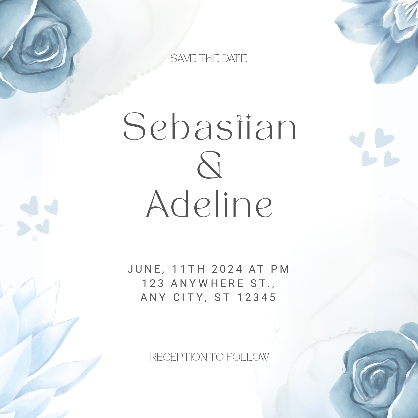 SAVE THE DATE
Sebastian
&
Adeline
JUNE, 11TH 2024 AT PM
123 ANYWHERE ST.,
ANY CITY, ST 12345
RECEPTION TO FOLLOW